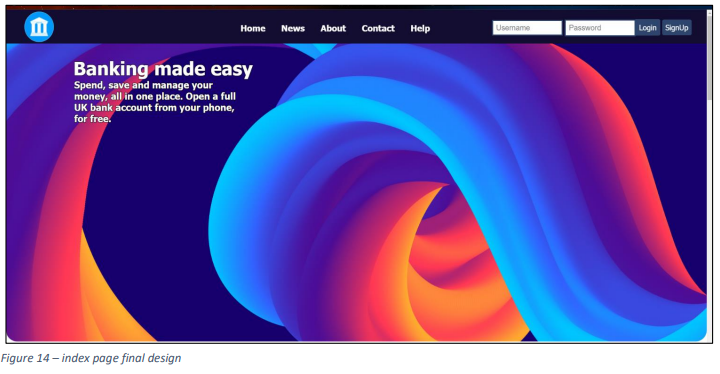 Home News About Contact Help Username Password Login SignUp
Banking made easy
Spend, save and manage your
money, all in one place. Open a full
UK bank account from your phone,
for free.
Figure 14 – index page final design